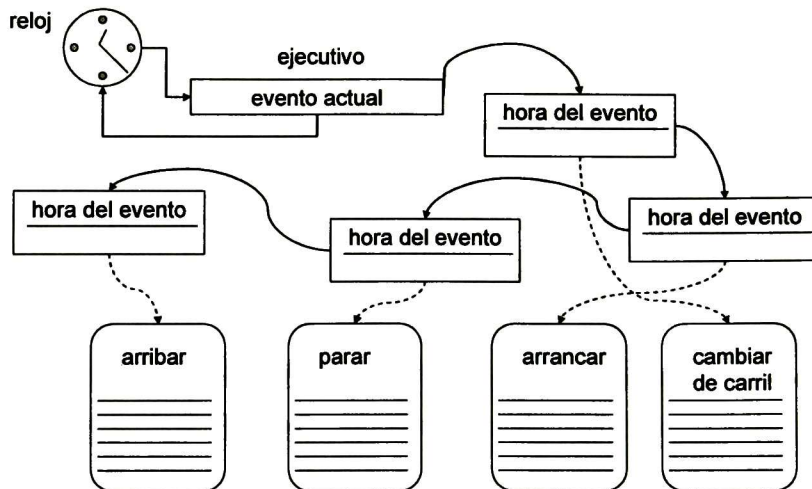 reloj
ejecutivo
evento actual
hora del evento
hora del evento
hora del evento
hora del evento
arribar
parar
arrancar
cambiar
de carril